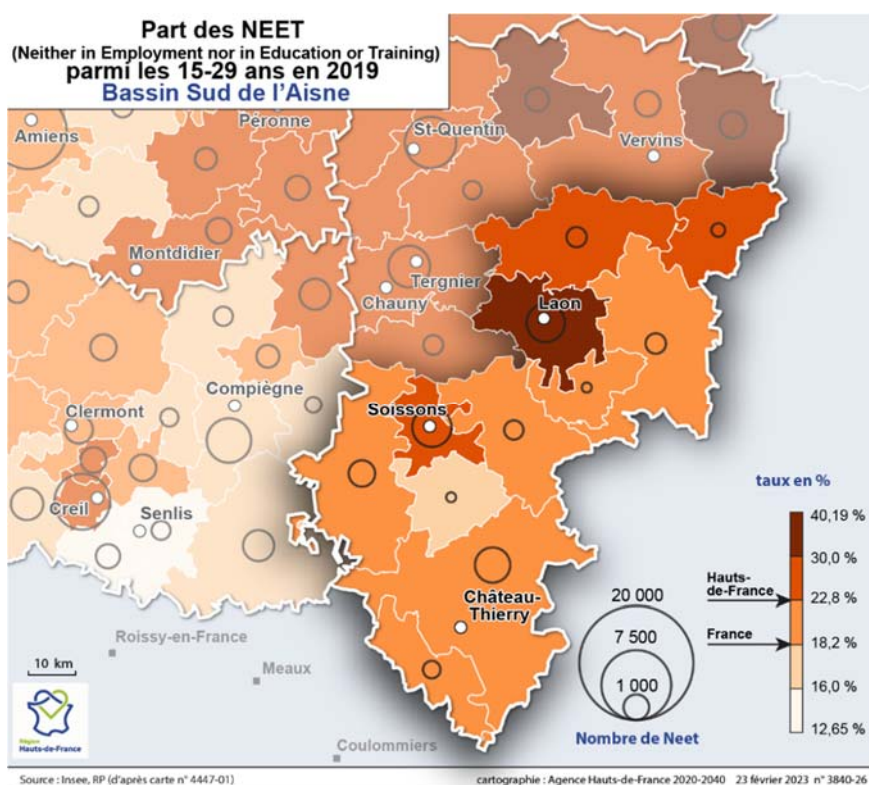 Part des NEET
(Neither in Employment nor in Education or Training)
parmi les 15-29 ans en 2019
Bassin Sud de l'Aisne
Amiens
Péronne
St-Quentin
Vervins
Montdidier
Tergnier
Chauny
Laon
Compiègne
Clermont
Soissons
Creil
Senlis
Château-
Thierry
Roissy-en-France
Meaux
Coulommiers
10 km
taux en %
40,19 %
30,0 %
Hauts-
de-France
22,8 %
France
18,2 %
16,0 %
12,65 %
20 000
7 500
1 000
Nombre de Neet
Région
Hauts-de-France
Source : Insee, RP (d'après carte n° 4447-01)
cartographie : Agence Hauts-de-France 2020-2040 23 février 2023 n° 3840-26